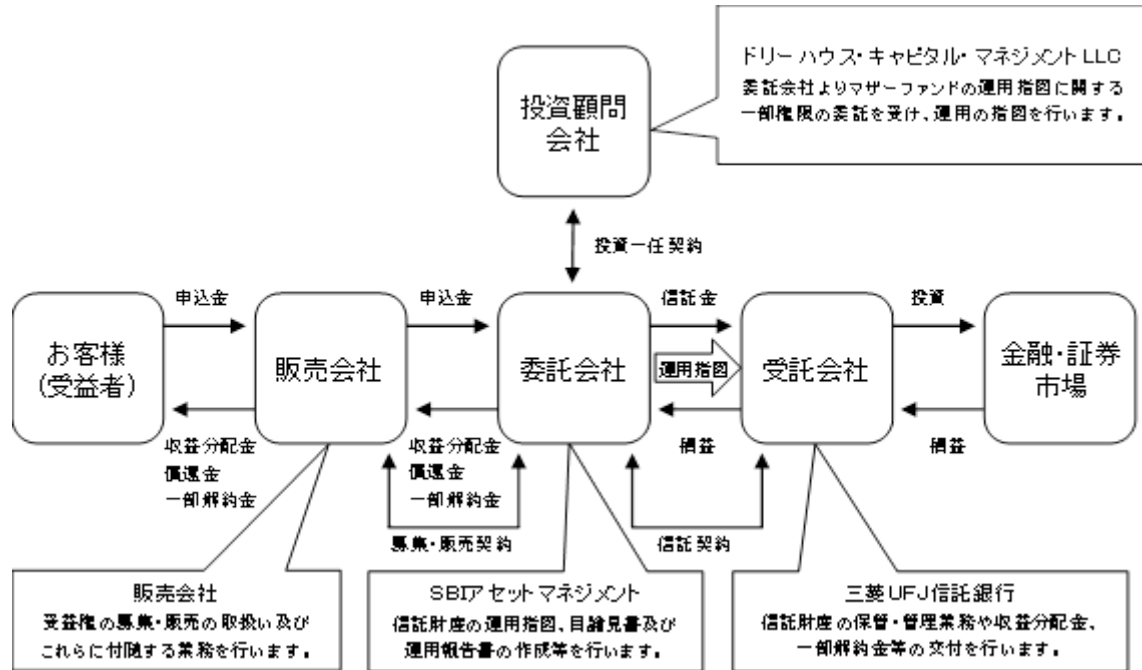 ドリーハウス・キャピタル・マネジメントLLC
委託会社よりマザーファンドの運用指図に関する
一部権限の委託を受け、運用の指図を行います。
投資顧問
会社
投資一任契約
申込金
申込金
信託金
投資
お客様
(受益者)
販売会社
委託会社
運用指図
受託会社
金融・証券
市場
収益分配金
償還金
一部解約金
収益分配金
償還金
一部解約金
損益
損益
募集・販売契約
信託契約
販売会社
受益権の募集・販売の取扱い及び
これらに付随する業務を行います。
SBIアセットマネジメント
信託財産の運用指図、目論見書及び
運用報告書の作成等を行います。
三菱UFJ信託銀行
信託財産の保管・管理業務や収益分配金、
一部解約金等の交付を行います。